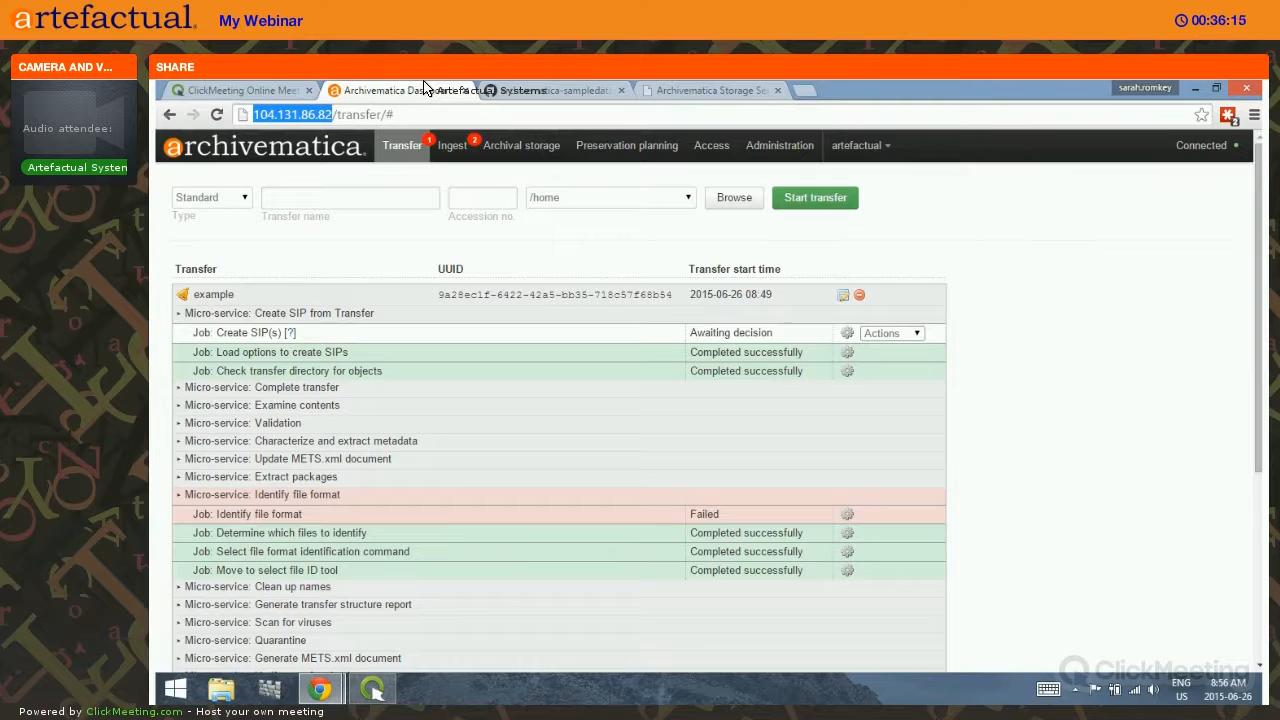 artefactual. My Webinar 00:36:15
CAMERA AND V...
SHARE
Audio attendee:
Artefactual System
ClickMeeting Online Meet
Archivematica Das
Artefactual Systems
Archivematica Storage Ser
sarah.romkey
104.131.86.82/transfer/#
2
archivematica. Transfer 1 Ingest 2 Archival storage Preservation planning Access Administration artefactual Connected
Standard /home Browse Start transfer
Type Transfer name Accession no.
Transfer UUID Transfer start time
example 9a28ec1f-6422-42a5-bb35-718c57f68b54 2015-06-26 08:49
Micro-service: Create SIP from Transfer
Job: Create SIP(s) [?] Awaiting decision Actions
Job: Load options to create SIPs Completed successfully
Job: Check transfer directory for objects Completed successfully
Micro-service: Complete transfer
Micro-service: Examine contents
Micro-service: Validation
Micro-service: Characterize and extract metadata
Micro-service: Update METS.xml document
Micro-service: Extract packages
Micro-service: Identify file format
Job: Identify file format Failed
Job: Determine which files to identify Completed successfully
Job: Select file format identification command Completed successfully
Job: Move to select file ID tool Completed successfully
Micro-service: Clean up names
Micro-service: Generate transfer structure report
Micro-service: Scan for viruses
Micro-service: Quarantine
Micro-service: Generate METS.xml document
ClickMeeting
ENG 8:56 AM
US 2015-06-26
Powered by ClickMeeting.com - Host your own meeting